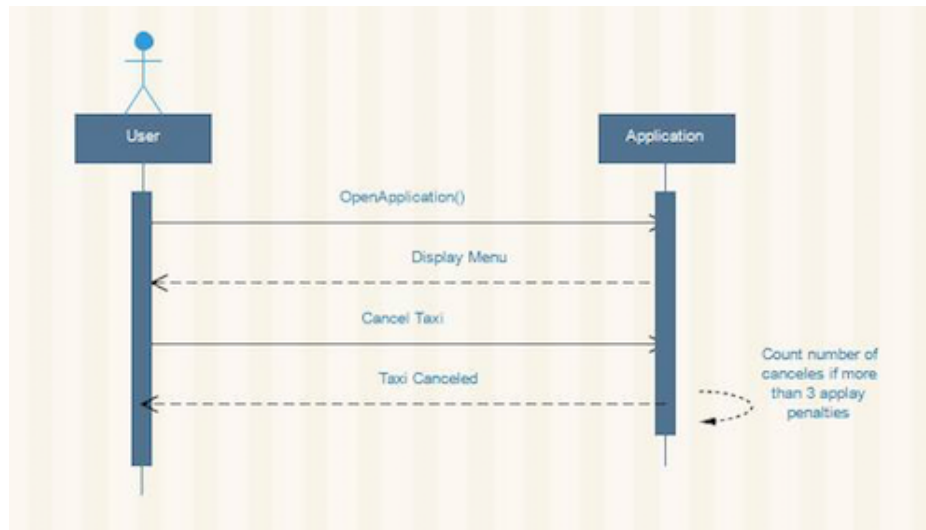 User
Application
OpenApplication()
Display Menu
Cancel Taxi
Taxi Canceled
Count number of
canceles if more
than 3 applay
penalties